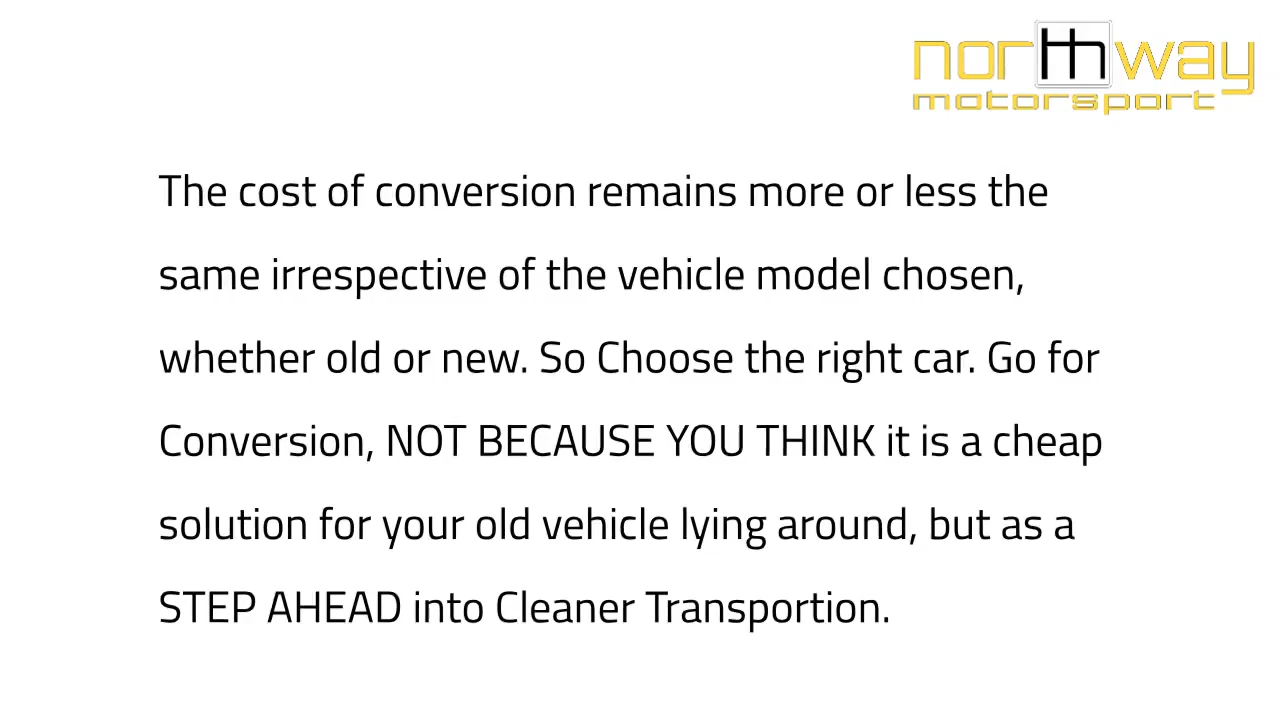 northway
motorsport
The cost of conversion remains more or less the
same irrespective of the vehicle model chosen,
whether old or new. So Choose the right car. Go for
Conversion, NOT BECAUSE YOU THINK it is a cheap
solution for your old vehicle lying around, but as a
STEP AHEAD into Cleaner Transportion.